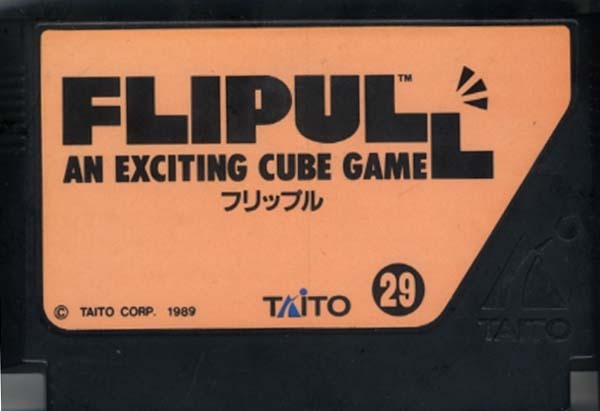 FLIPULL™
AN EXCITING CUBE GAME
フリップル
© TAITO CORP. 1989
TAITO
29
TAITO